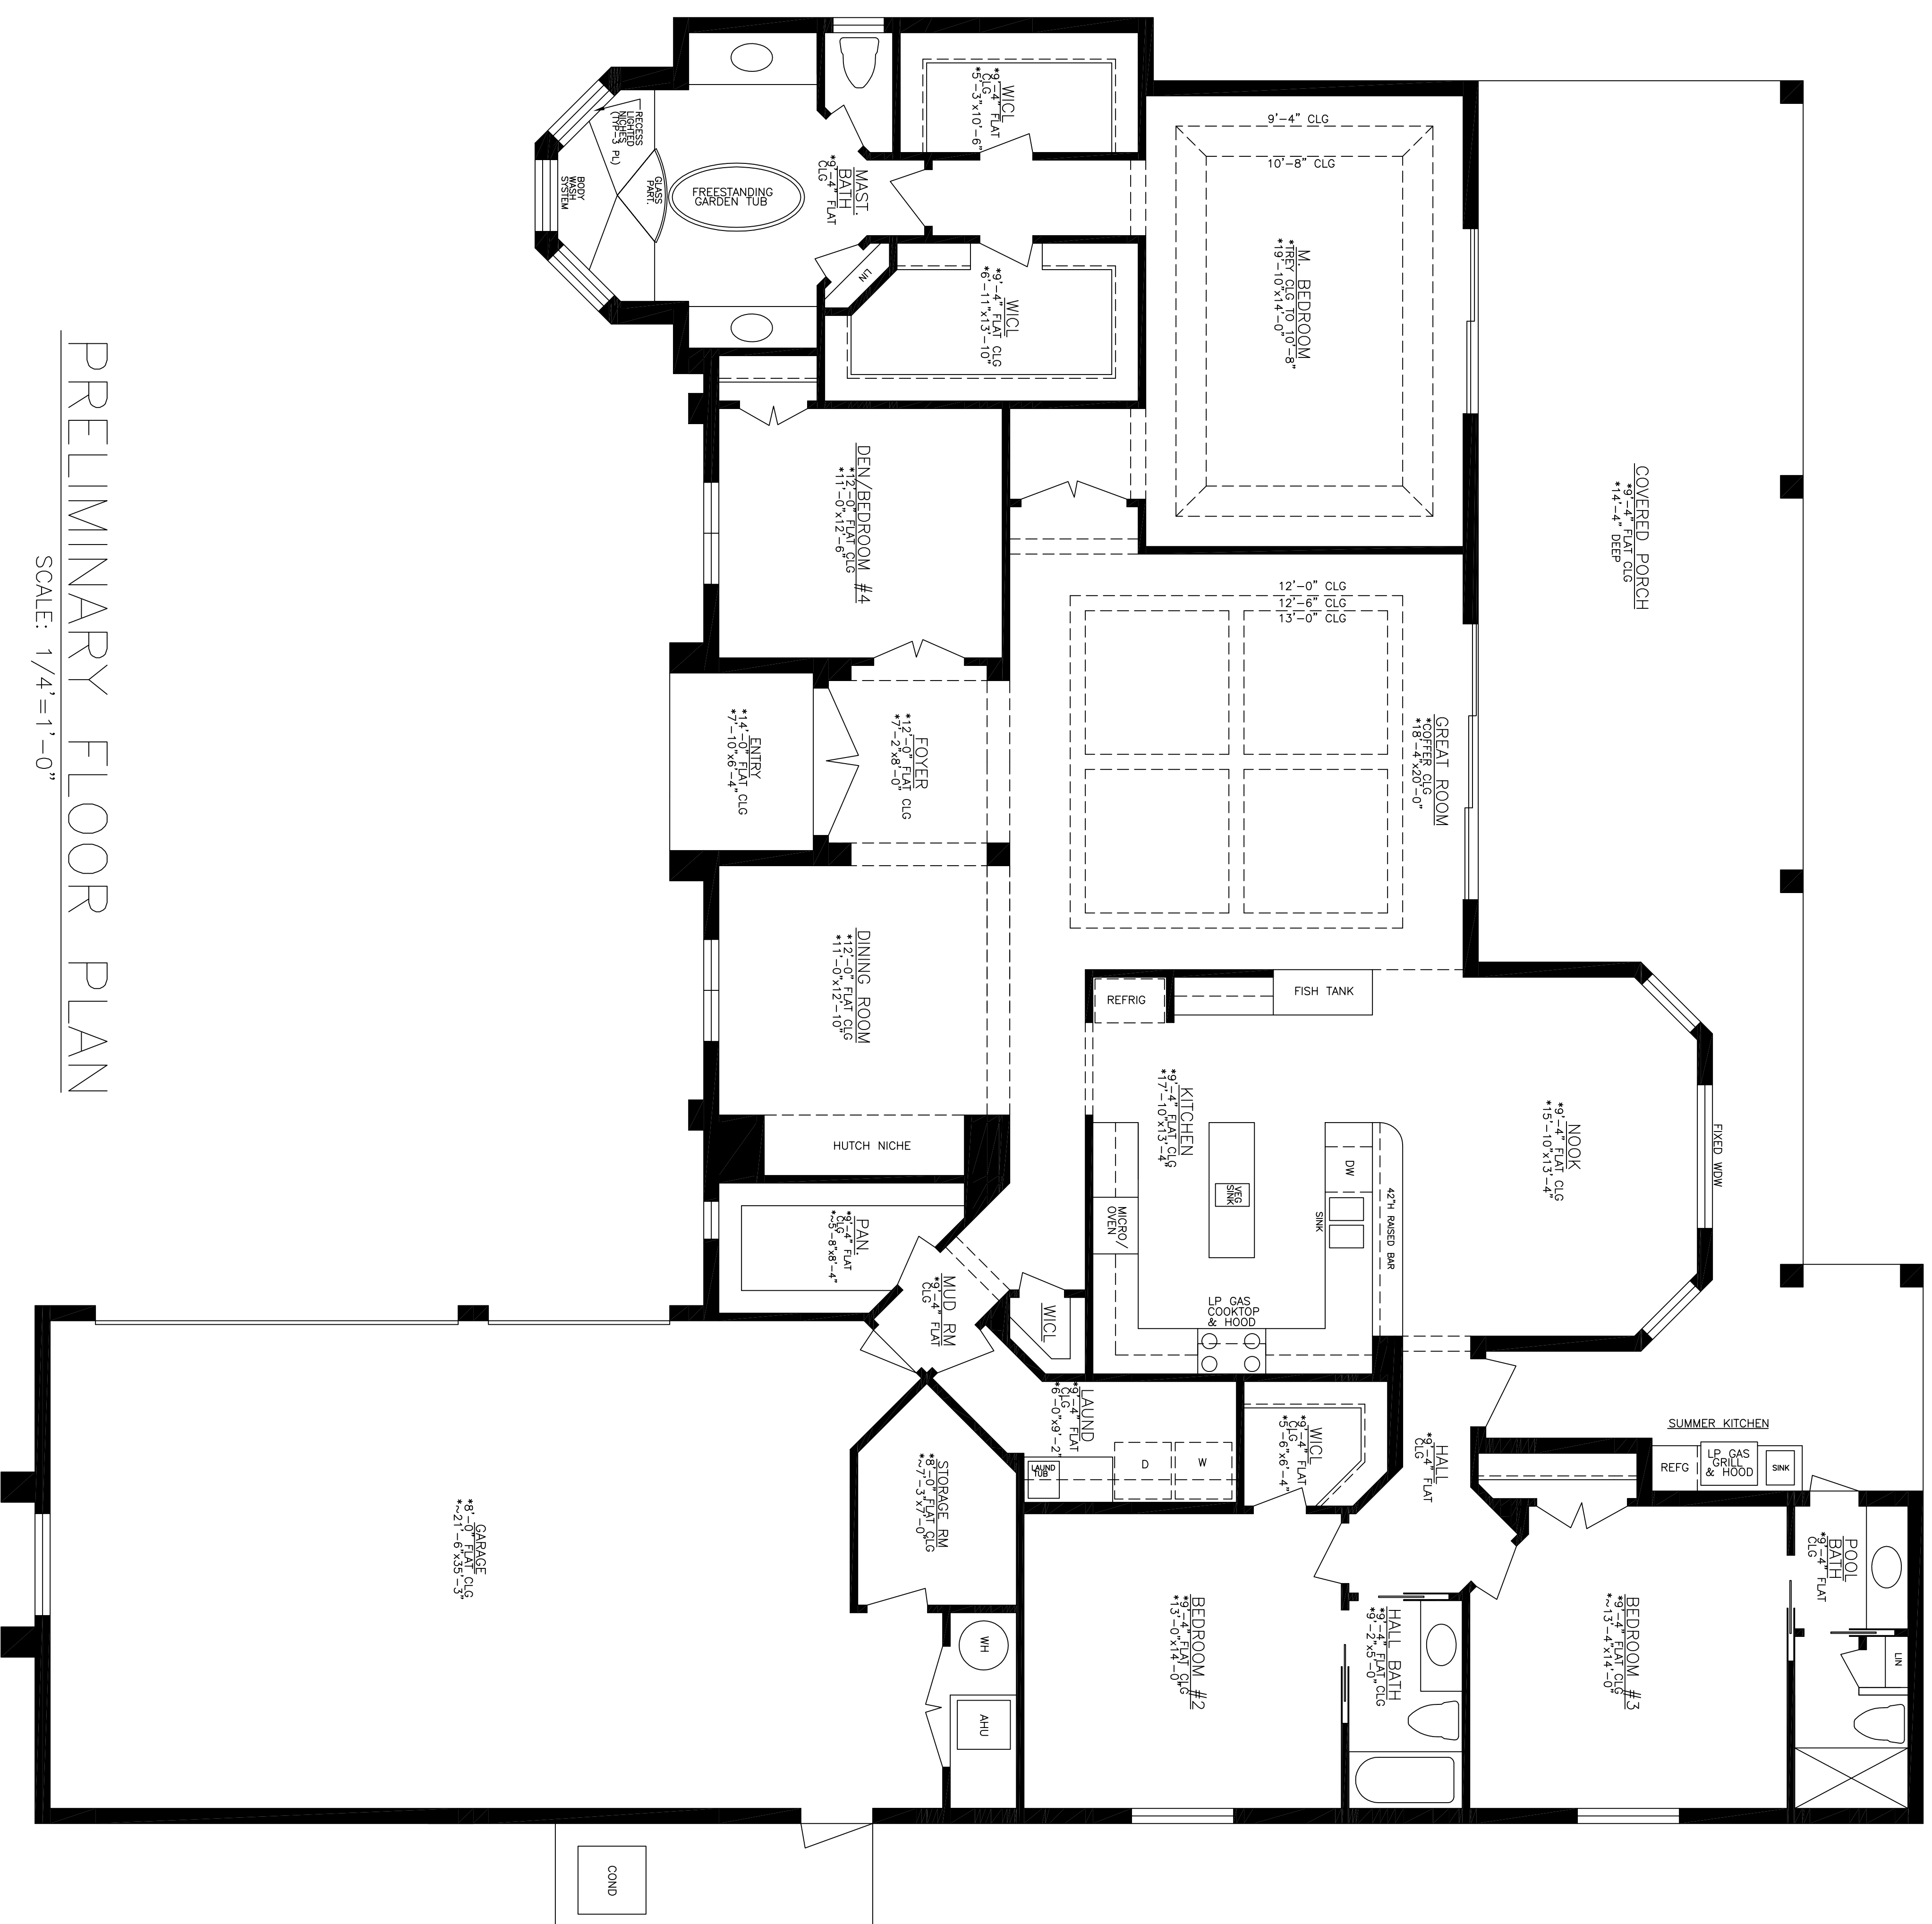 COVERED PORCH
*9'-4" FLAT CLG
*14'-4" DEEP
9'-4" CLG
10'-8" CLG
M. BEDROOM
*TREY CLG TO 10'-8"
*19'-10"x14'-0"
WICL
*9'-4" FLAT
CLG
*5'-3"x10'-6"
WICL
*9'-4" FLAT CLG
*6'-11"x13'-10"
MAST.
BATH
*9'-4" FLAT
CLG
LIN
FREESTANDING
GARDEN TUB
GLASS
PART.
RECESS
LIGHTED
NICHES
(TYP-3 PL)
BODY
WASH
SYSTEM
DEN/BEDROOM #4
*12'-0" FLAT CLG
*11'-0"x12'-6"
12'-0" CLG
12'-6" CLG
13'-0" CLG
GREAT ROOM
*COFFER CLG
*18'-4"x20'-0"
FOYER
*12'-0" FLAT CLG
*7'-2"x8'-0"
ENTRY
*14'-0" FLAT CLG
*7'-10"x6'-4"
DINING ROOM
*12'-0" FLAT CLG
*11'-0"x12'-10"
HUTCH NICHE
REFRIG
FISH TANK
KITCHEN
*9'-4" FLAT CLG
*17'-10"x13'-4"
VEG
SINK
MICRO/
OVEN
DW
SINK
42"H RAISED BAR
LP GAS
COOKTOP
& HOOD
NOOK
*9'-4" FLAT CLG
*15'-10"x13'-4"
FIXED WDW
PAN.
*9'-4" FLAT
CLG
*~5'-8"x8'-4"
MUD RM
*9'-4" FLAT
CLG
WICL
LAUND
*9'-4" FLAT
CLG
*6'-0"x9'-2"
LAUND
TUB
D
W
WICL
*9'-4" FLAT
CLG
*5'-6"x6'-4"
HALL
*9'-4" FLAT
CLG
SUMMER KITCHEN
REFG
LP GAS
GRILL
& HOOD
SINK
POOL
BATH
*9'-4" FLAT
CLG
LIN
BEDROOM #3
*9'-4" FLAT CLG
*~13'-4"x14'-0"
HALL BATH
*9'-4" FLAT CLG
*9'-2"x5'-0"
BEDROOM #2
*9'-4" FLAT CLG
*13'-0"x14'-0"
STORAGE RM
*8'-0" FLAT CLG
*~7'-3"x7'-0"
WH
AHU
GARAGE
*8'-0" FLAT CLG
*~21'-6"x35'-3"
COND
PRELIMINARY FLOOR PLAN
SCALE: 1/4'=1'-0"